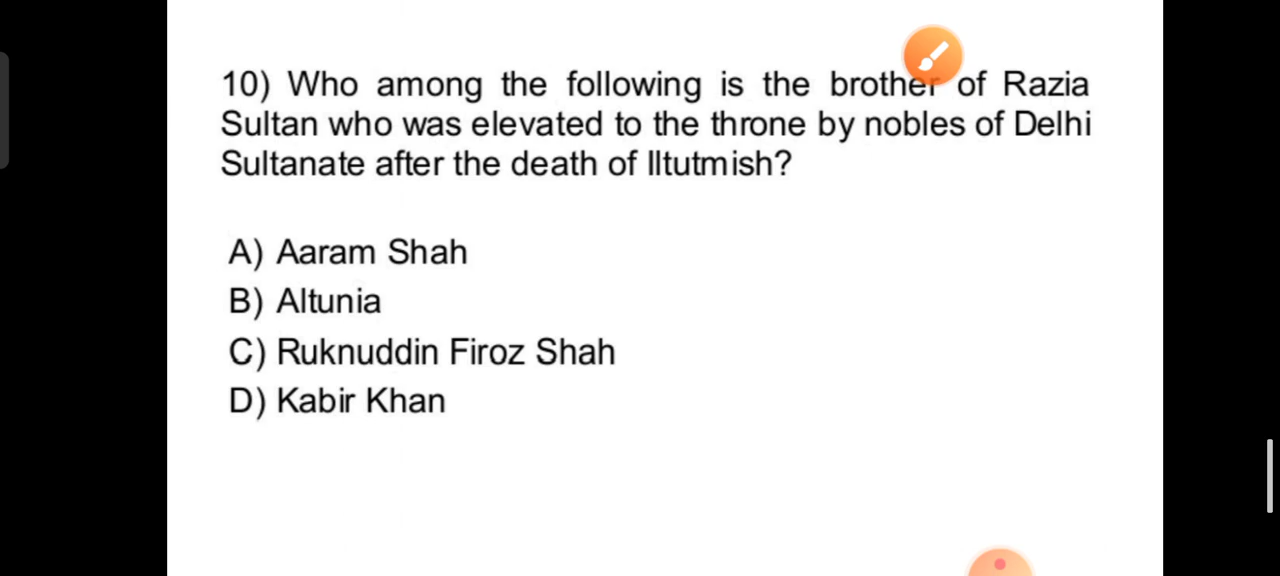 10) Who among the following is the brother of Razia
Sultan who was elevated to the throne by nobles of Delhi
Sultanate after the death of Iltutmish?
A) Aaram Shah
B) Altunia
C) Ruknuddin Firoz Shah
D) Kabir Khan